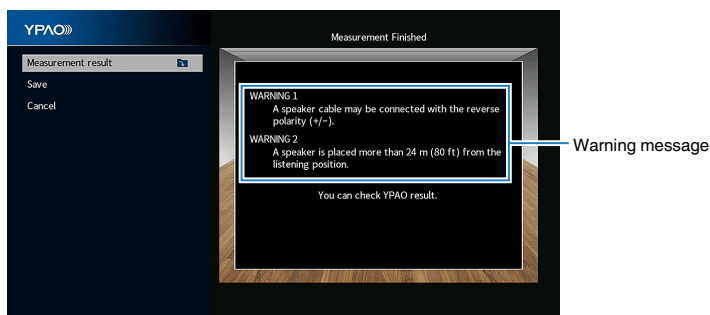 YPAO
Measurement Finished
Measurement result
Save
Cancel
WARNING 1
A speaker cable may be connected with the reverse
polarity (+/-).
WARNING 2
A speaker is placed more than 24 m (80 ft) from the
listening position.
You can check YPAO result.
Warning message